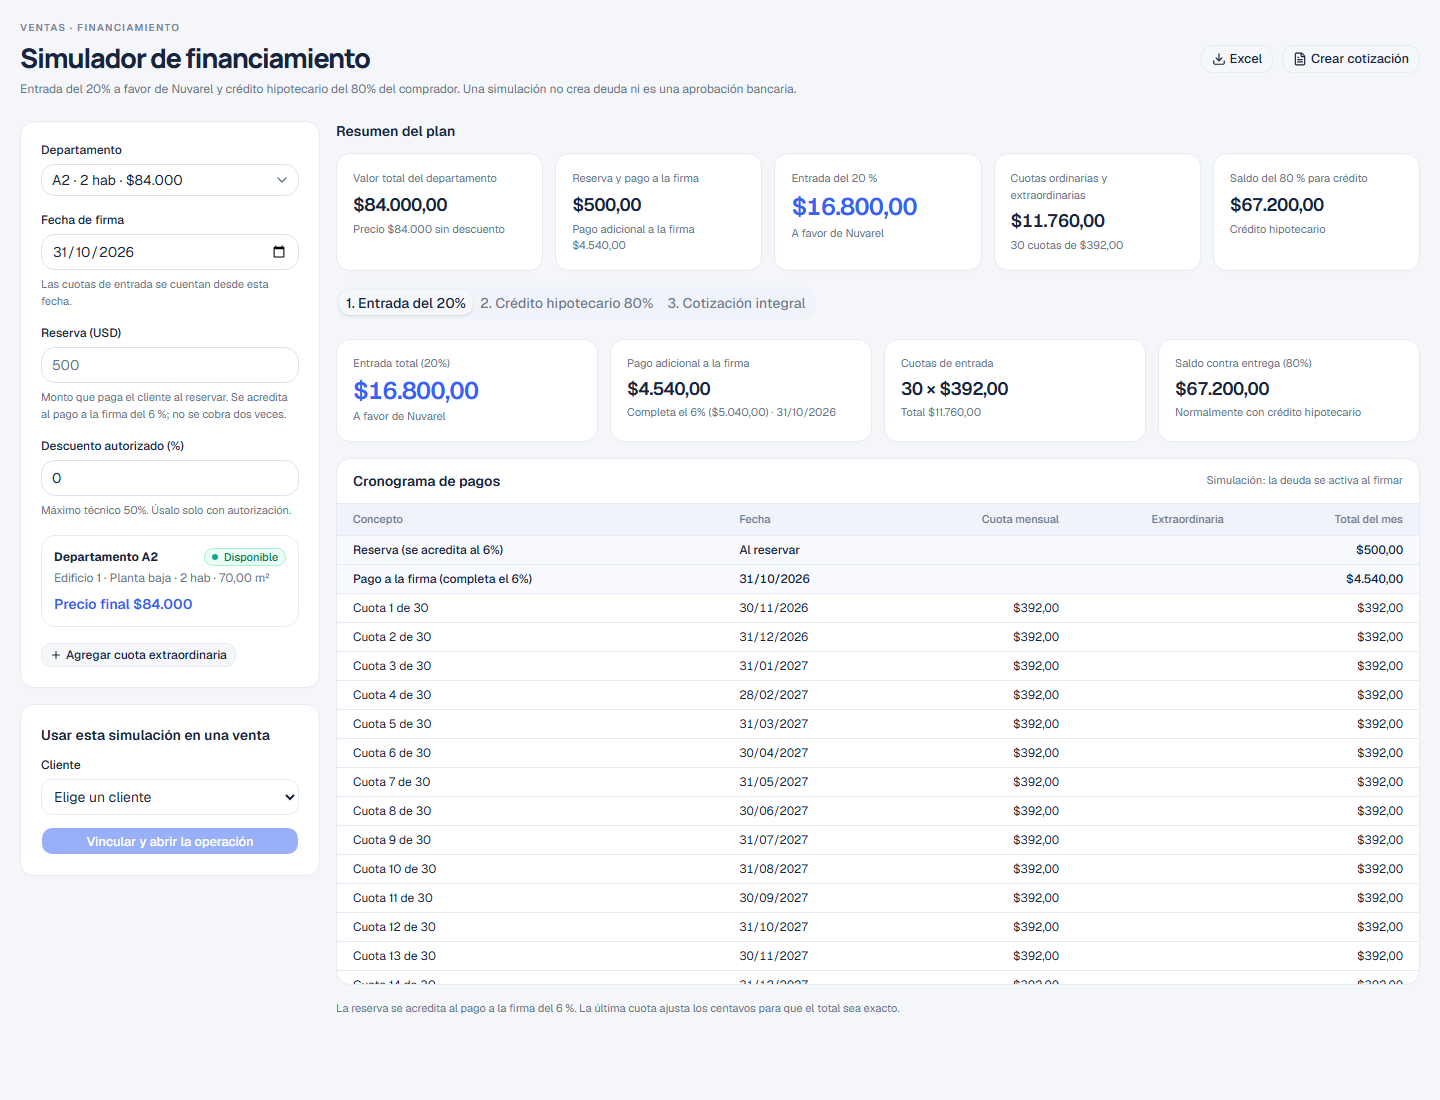 VENTAS · FINANCIAMIENTO
Simulador de financiamiento
Entrada del 20% a favor de Nuvarel y crédito hipotecario del 80% del comprador. Una simulación no crea deuda ni es una aprobación bancaria.
Excel
Crear cotización
Departamento
A2 · 2 hab · $84.000
Fecha de firma
31/10/2026
Las cuotas de entrada se cuentan desde esta
fecha.
Reserva (USD)
500
Monto que paga el cliente al reservar. Se acredita
al pago a la firma del 6 %; no se cobra dos veces.
Descuento autorizado (%)
0
Máximo técnico 50%. Úsalo solo con autorización.
Departamento A2
Disponible
Edificio 1 · Planta baja · 2 hab · 70,00 m²
Precio final $84.000
+ Agregar cuota extraordinaria
Usar esta simulación en una venta
Cliente
Elige un cliente
Vincular y abrir la operación
Resumen del plan
Valor total del departamento
$84.000,00
Precio $84.000 sin descuento
Reserva y pago a la firma
$500,00
Pago adicional a la firma
$4.540,00
Entrada del 20 %
$16.800,00
A favor de Nuvarel
Cuotas ordinarias y
extraordinarias
$11.760,00
30 cuotas de $392,00
Saldo del 80 % para crédito
$67.200,00
Crédito hipotecario
1. Entrada del 20%
2. Crédito hipotecario 80%
3. Cotización integral
Entrada total (20%)
$16.800,00
A favor de Nuvarel
Pago adicional a la firma
$4.540,00
Completa el 6% ($5.040,00) · 31/10/2026
Cuotas de entrada
30 × $392,00
Total $11.760,00
Saldo contra entrega (80%)
$67.200,00
Normalmente con crédito hipotecario
Cronograma de pagos
Simulación: la deuda se activa al firmar
Concepto Fecha Cuota mensual Extraordinaria Total del mes
Reserva (se acredita al 6%) Al reservar $500,00
Pago a la firma (completa el 6%) 31/10/2026 $4.540,00
Cuota 1 de 30 30/11/2026 $392,00 $392,00
Cuota 2 de 30 31/12/2026 $392,00 $392,00
Cuota 3 de 30 31/01/2027 $392,00 $392,00
Cuota 4 de 30 28/02/2027 $392,00 $392,00
Cuota 5 de 30 31/03/2027 $392,00 $392,00
Cuota 6 de 30 30/04/2027 $392,00 $392,00
Cuota 7 de 30 31/05/2027 $392,00 $392,00
Cuota 8 de 30 30/06/2027 $392,00 $392,00
Cuota 9 de 30 31/07/2027 $392,00 $392,00
Cuota 10 de 30 31/08/2027 $392,00 $392,00
Cuota 11 de 30 30/09/2027 $392,00 $392,00
Cuota 12 de 30 31/10/2027 $392,00 $392,00
Cuota 13 de 30 30/11/2027 $392,00 $392,00
Cuota 14 de 30 31/12/2027 $392,00 $392,00
La reserva se acredita al pago a la firma del 6 %. La última cuota ajusta los centavos para que el total sea exacto.